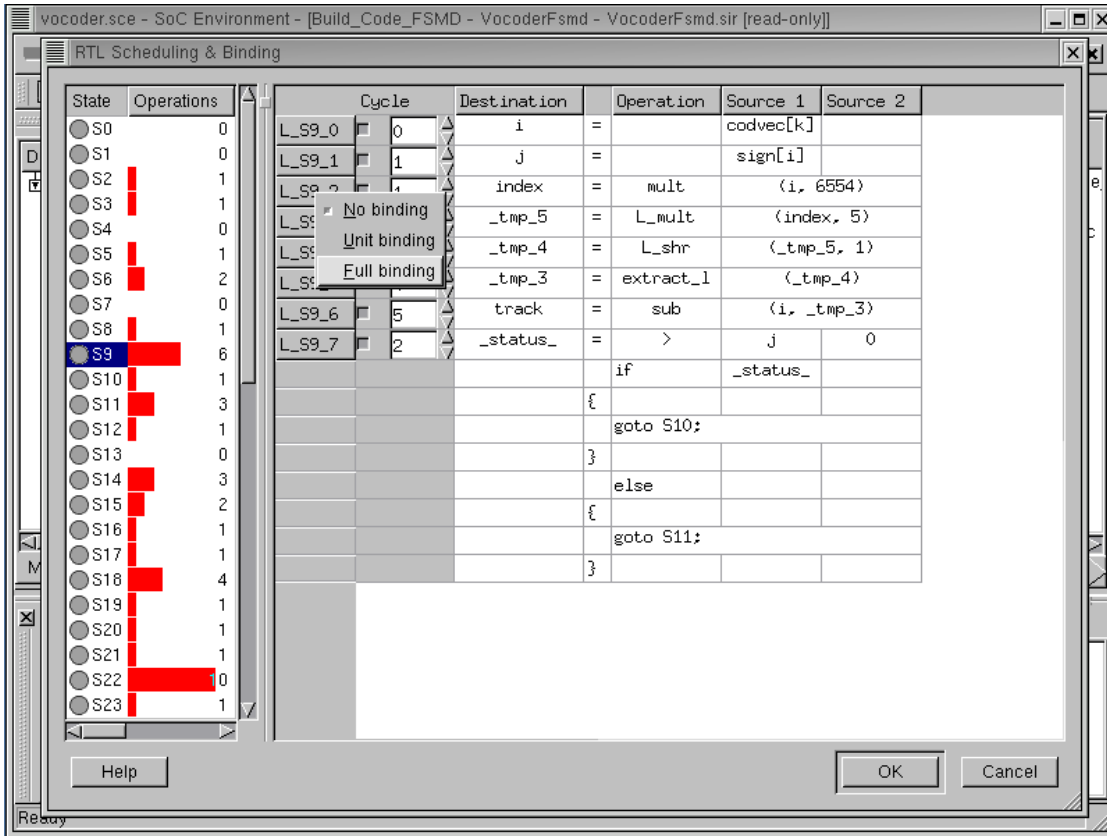 vocoder.sce - SoC Environment - [Build_Code_FSMD - VocoderFsmd - VocoderFsmd.sir [read-only]]
RTL Scheduling & Binding
State Operations Cycle Destination Operation Source 1 Source 2
S0 0
S1 0
S2 1
S3 1
S4 0
S5 1
S6 2
S7 0
S8 1
S9 6
S10 1
S11 3
S12 1
S13 0
S14 3
S15 2
S16 1
S17 1
S18 4
S19 1
S20 1
S21 1
S22 10
S23 1
L_S9_0 0 i = codvec[k]
L_S9_1 1 j = sign[i]
index = mult (i, 6554)
_tmp_5 = L_mult (index, 5)
_tmp_4 = L_shr (_tmp_5, 1)
_tmp_3 = extract_l (_tmp_4)
L_S9_6 5 track = sub (i, _tmp_3)
L_S9_7 2 _status_ = > j 0
if _status_
{
goto S10;
}
else
{
goto S11;
}
No binding
Unit binding
Full binding
Help
OK
Cancel
Ready